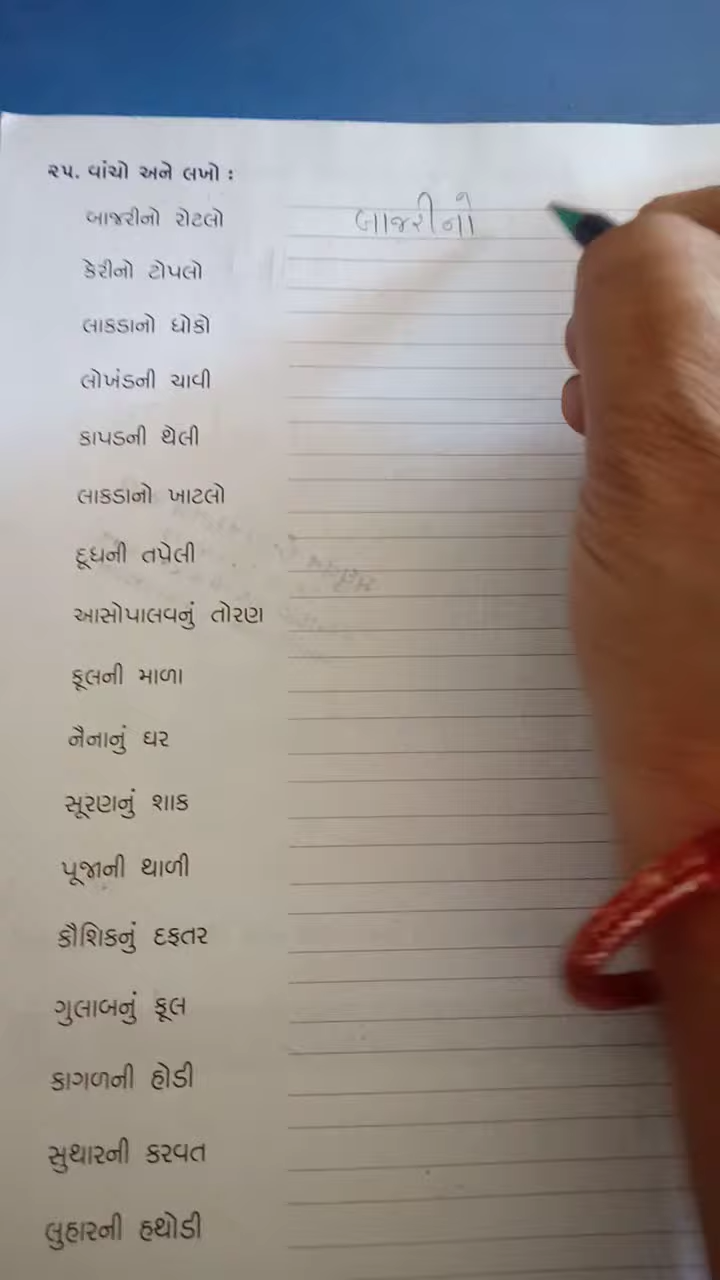 ૨૫. વાંચો અને લખો :
બાજરીનો રોટલો બાજરીનો
કેરીનો ટોપલો
લાકડાનો ધોકો
લોખંડની ચાવી
કાપડની થેલી
લાકડાનો ખાટલો
દૂધની તપેલી
આસોપાલવનું તોરણ
ફૂલની માળા
નૈનાનું ઘર
સૂરણનું શાક
પૂજાની થાળી
કૌશિકનું દફતર
ગુલાબનું ફૂલ
કાગળની હોડી
સુથારની કરવત
લુહારની હથોડી